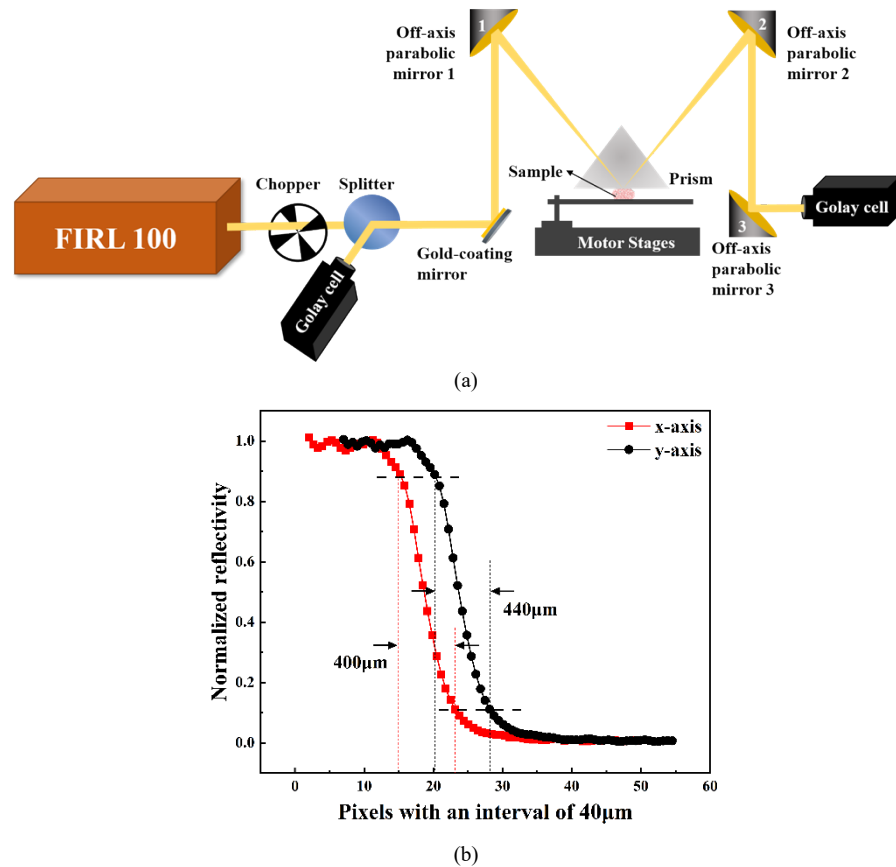 1
Off-axis
parabolic
mirror 1
2
Off-axis
parabolic
mirror 2
Chopper
Splitter
Sample
Prism
FIRL 100
Golay cell
Gold-coating
mirror
Motor Stages
3
Off-axis
parabolic
mirror 3
Golay cell
(a)
Normalized reflectivity
1.0
0.8
0.6
0.4
0.2
0.0
x-axis
y-axis
440μm
400μm
0 10 20 30 40 50 60
Pixels with an interval of 40μm
(b)